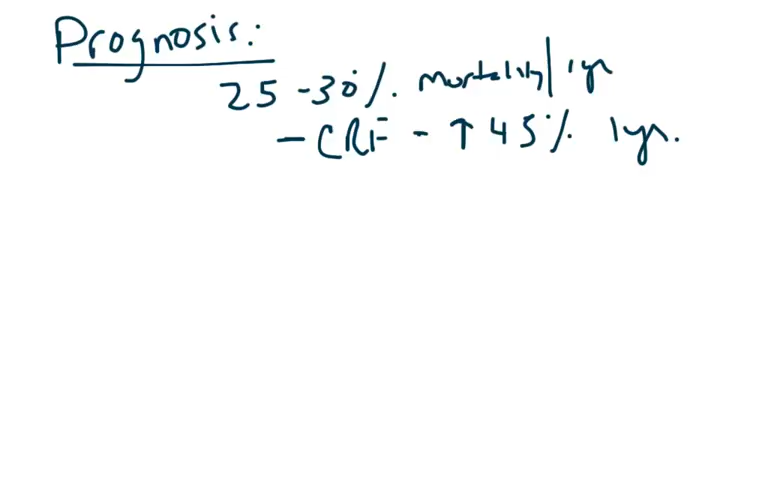 Prognosis:
25-30%. mortality/1yr
- CRF - ↑ 45% 1yr.